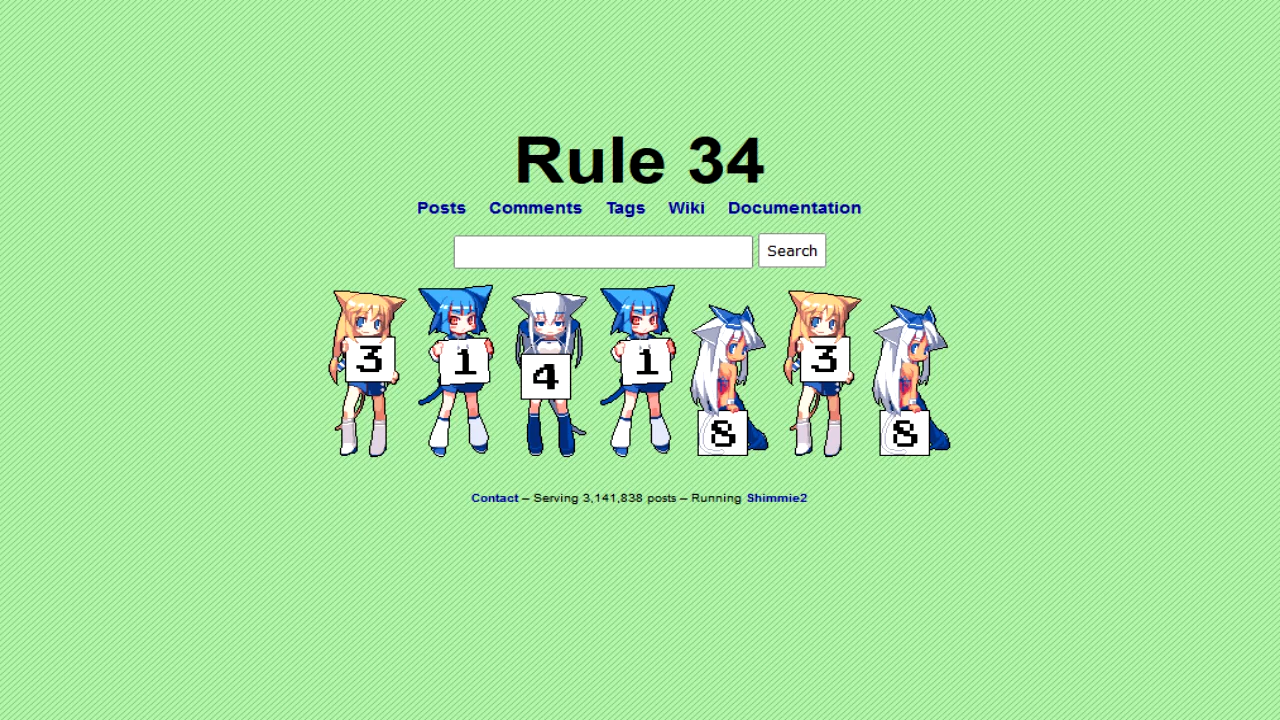 Rule 34
Posts Comments Tags Wiki Documentation
Search
3 1 4 1 8 3 8
Contact – Serving 3,141,838 posts – Running Shimmie2